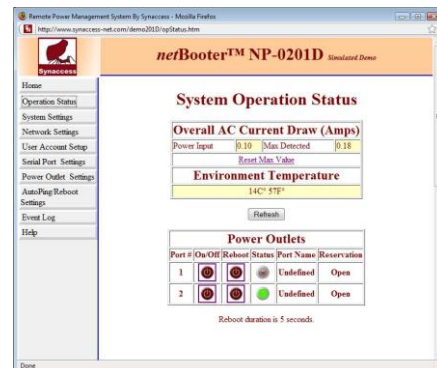 Remote Power Management System By Synaccess - Mozilla Firefox
http://www.synaccess-net.com/demo201D/opStatus.htm
Synaccess
netBooter™ NP-0201D Simulated Demo
Home
Operation Status
System Settings
Network Settings
User Account Setup
Serial Port Settings
Power Outlet Settings
AutoPing/Reboot
Settings
Event Log
Help
System Operation Status
Overall AC Current Draw (Amps)
Power Input 0.10 Max Detected 0.18
Reset Max Value
Environment Temperature
14C° 57F°
Refresh
Power Outlets
Port # On/Off Reboot Status Port Name Reservation
1 Undefined Open
2 Undefined Open
Reboot duration is 5 seconds.
Done